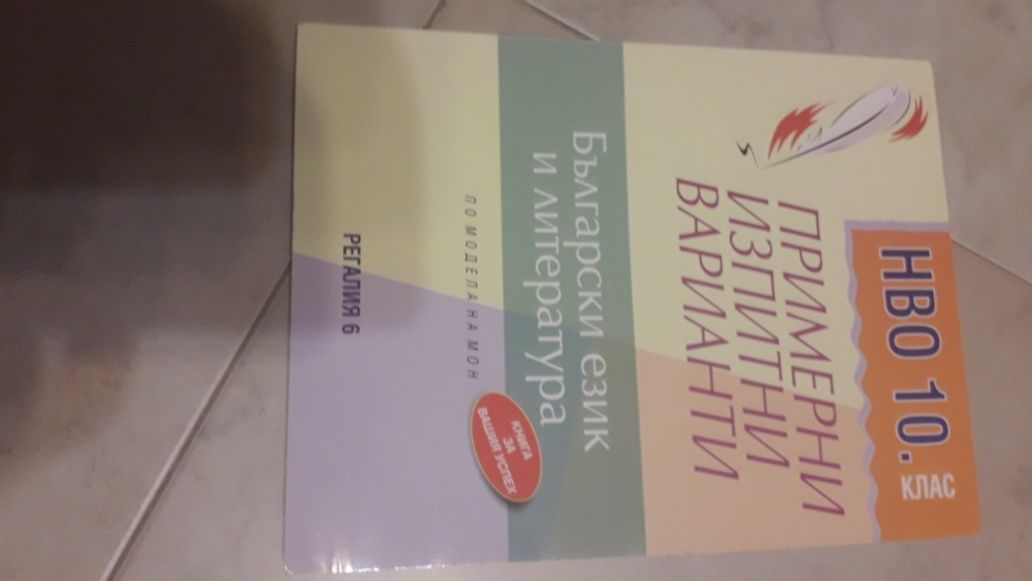 НВО 10.
КЛАС
ПРИМЕРНИ
ИЗПИТНИ
ВАРИАНТИ
Български език
и литература
ПО МОДЕЛА НА МОН
КНИГА
ЗА
ВАШИЯ УСПЕХ
РЕГАЛИЯ 6